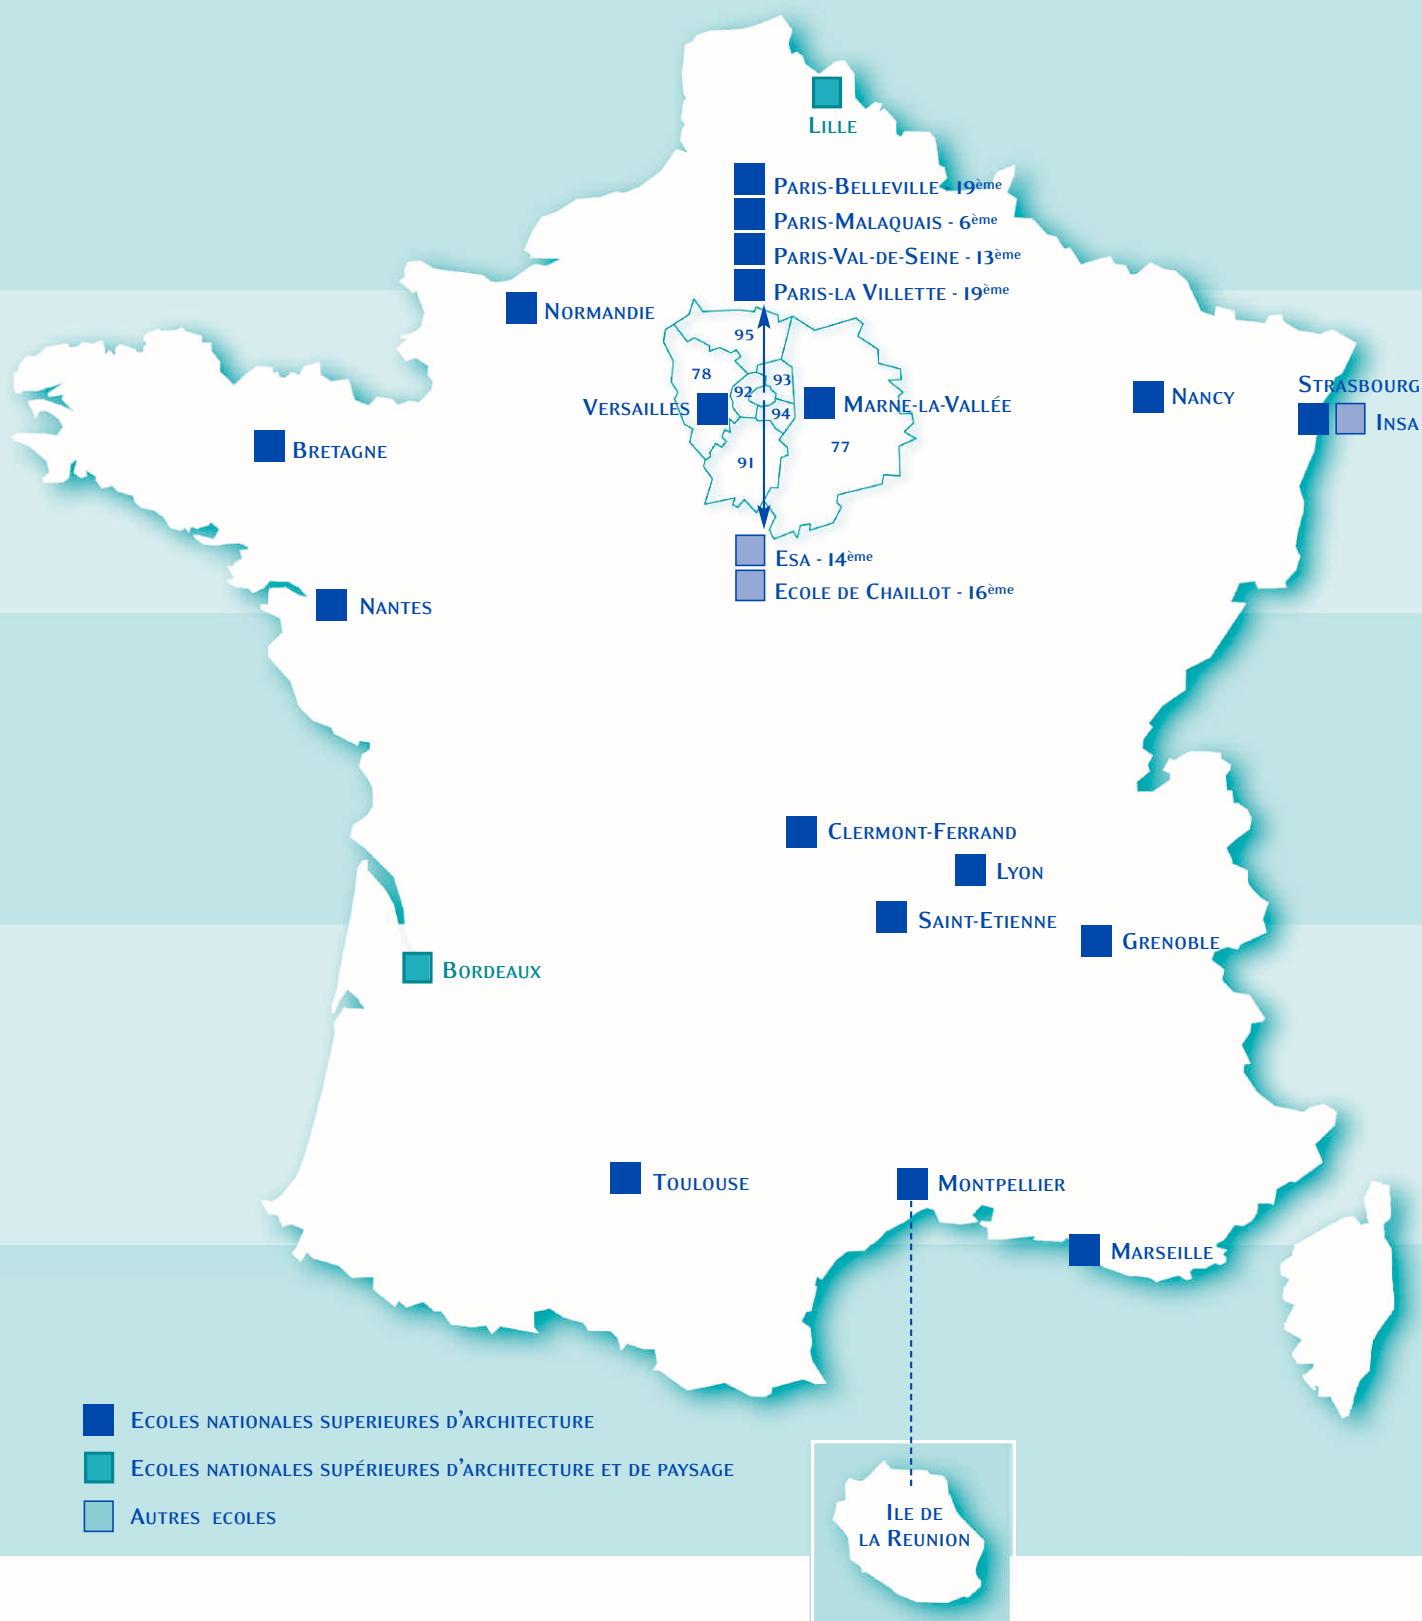 Lille
Paris-Belleville - 19ème
Paris-Malaquais - 6ème
Paris-Val-de-Seine - 13ème
Paris-la Villette - 19ème
Normandie
95
78
92
93
94
Versailles
Marne-la-Vallée
77
91
Nancy
Strasbourg
Insa
Bretagne
Esa - 14ème
Ecole de Chaillot - 16ème
Nantes
Clermont-Ferrand
Lyon
Saint-Etienne
Grenoble
Bordeaux
Toulouse
Montpellier
Marseille
Ecoles nationales superieures d'architecture
Ecoles nationales supérieures d'architecture et de paysage
Autres ecoles
Ile de
la Reunion